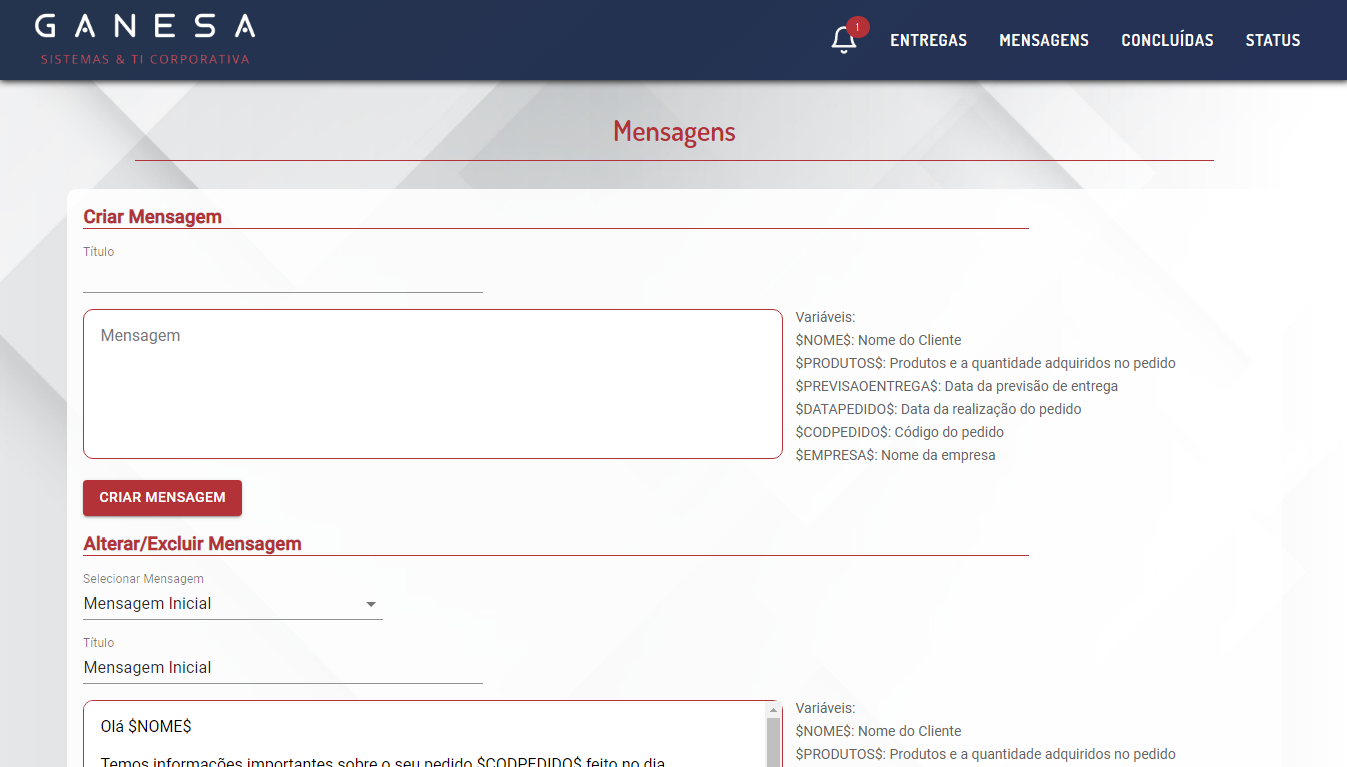 GANESA
SISTEMAS & TI CORPORATIVA
1
ENTREGAS
MENSAGENS
CONCLUÍDAS
STATUS
Mensagens
Criar Mensagem
Título
Mensagem
Variáveis:
$NOME$: Nome do Cliente
$PRODUTOS$: Produtos e a quantidade adquiridos no pedido
$PREVISAOENTREGA$: Data da previsão de entrega
$DATAPEDIDO$: Data da realização do pedido
$CODPEDIDO$: Código do pedido
$EMPRESA$: Nome da empresa
CRIAR MENSAGEM
Alterar/Excluir Mensagem
Selecionar Mensagem
Mensagem Inicial
Título
Mensagem Inicial
Olá $NOME$
Temos informações importantes sobre o seu pedido $CODPEDIDO$ feito no dia
Variáveis:
$NOME$: Nome do Cliente
$PRODUTOS$: Produtos e a quantidade adquiridos no pedido